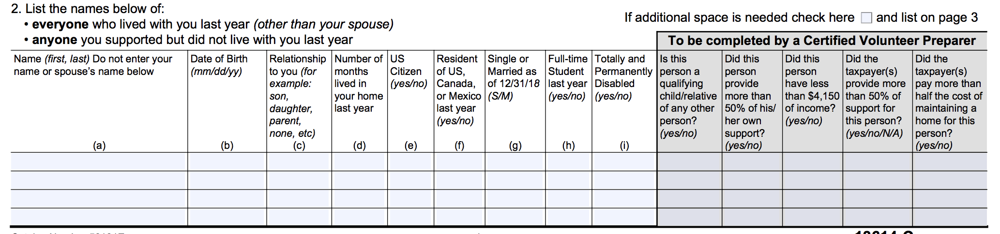 2. List the names below of:
• everyone who lived with you last year (other than your spouse)
• anyone you supported but did not live with you last year
If additional space is needed check here and list on page 3
To be completed by a Certified Volunteer Preparer
Name (first, last) Do not enter your
name or spouse's name below
(a)
Date of Birth
(mm/dd/yy)
(b)
Relationship
to you (for
example:
son,
daughter,
parent,
none, etc)
(c)
Number of
months
lived in
your home
last year
(d)
US
Citizen
(yes/no)
(e)
Resident
of US,
Canada,
or Mexico
last year
(yes/no)
(f)
Single or
Married as
of 12/31/18
(S/M)
(g)
Full-time
Student
last year
(yes/no)
(h)
Totally and
Permanently
Disabled
(yes/no)
(i)
Is this
person a
qualifying
child/relative
of any other
person?
(yes/no)
Did this
person
provide
more than
50% of his/
her own
support?
(yes/no)
Did this
person
have less
than $4,150
of income?
(yes/no)
Did the
taxpayer(s)
provide more
than 50% of
support for
this person?
(yes/no/N/A)
Did the
taxpayer(s)
pay more than
half the cost of
maintaining a
home for this
person?
(yes/no)